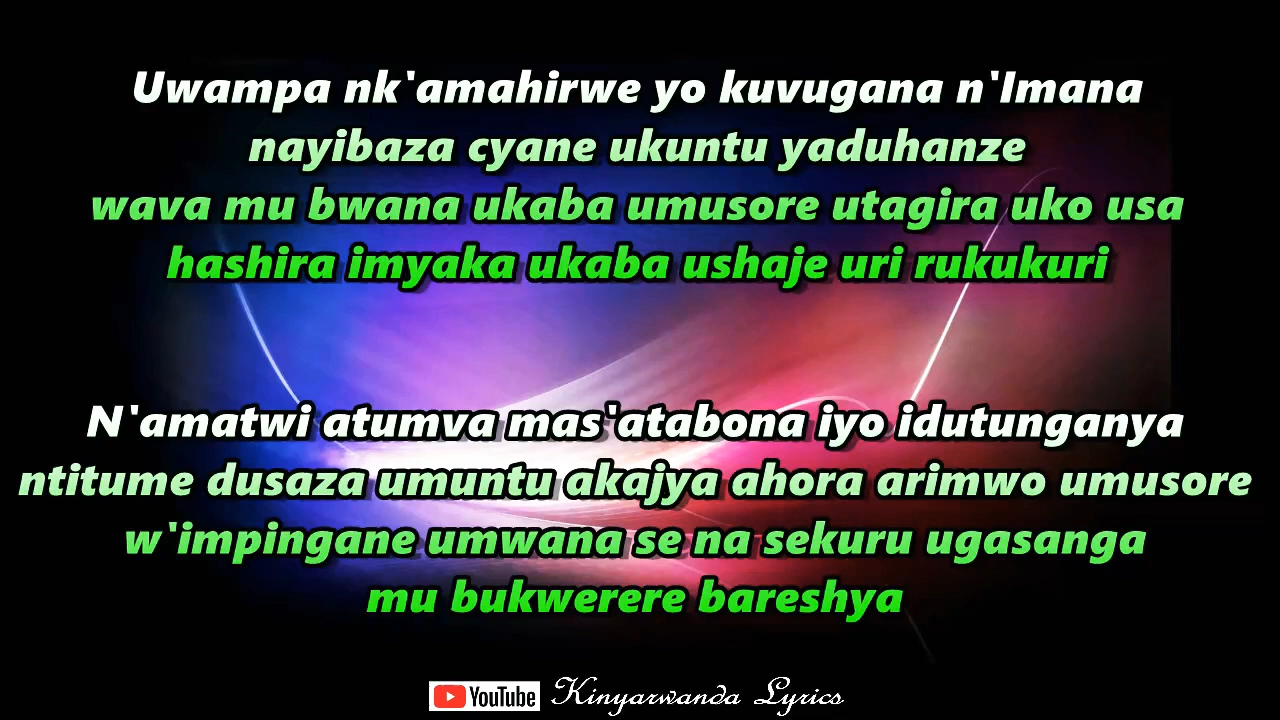 Uwampa nk'amahirwe yo kuvugana n'Imana
nayibaza cyane ukuntu yaduhanze
wava mu bwana ukaba umusore utagira uko usa
hashira imyaka ukaba ushaje uri rukukuri
N'amatwi atumva mas'atabona iyo idutunganya
ntitume dusaza umuntu akajya ahora arimwo umusore
w'impingane umwana se na sekuru ugasanga
mu bukwerere bareshya
YouTube Kinyarwanda Lyrics